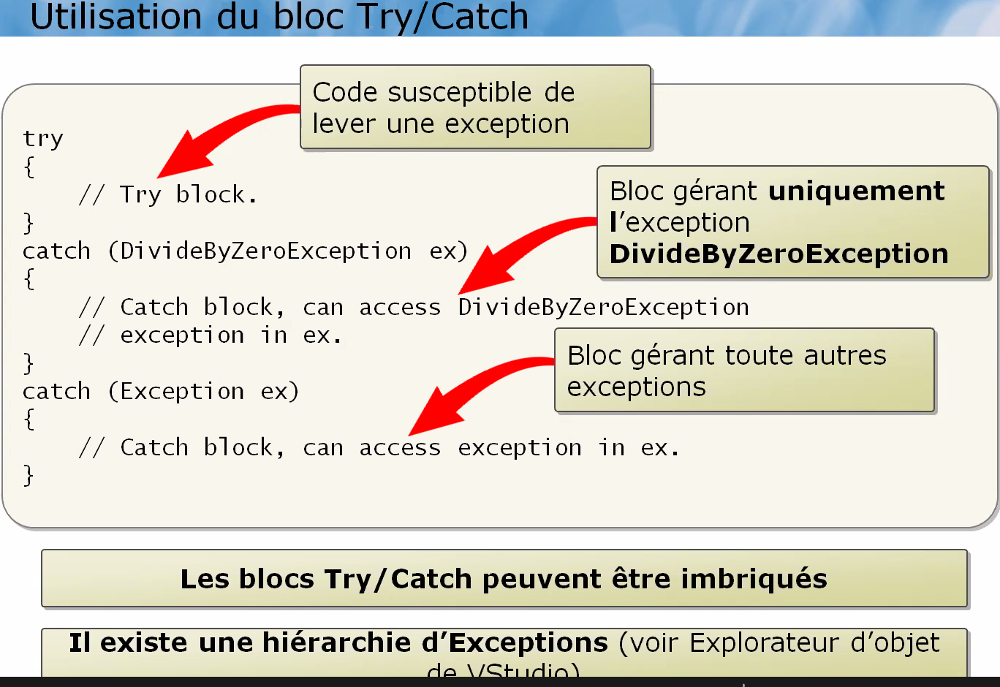 Utilisation du bloc Try/Catch
Code susceptible de
lever une exception
try
{
// Try block.
}
Bloc gérant uniquement
l’exception
DivideByZeroException
catch (DivideByZeroException ex)
{
// Catch block, can access DivideByZeroException
// exception in ex.
}
Bloc gérant toute autres
exceptions
catch (Exception ex)
{
// Catch block, can access exception in ex.
}
Les blocs Try/Catch peuvent être imbriqués
Il existe une hiérarchie d’Exceptions (voir Explorateur d’objet
de VStudio)